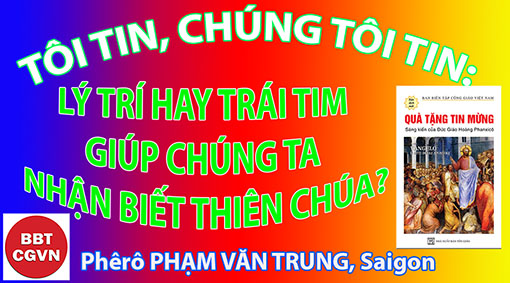 TÔI TIN, CHÚNG TÔI TIN:
LÝ TRÍ HAY TRÁI TIM
GIÚP CHÚNG TA
NHẬN BIẾT THIÊN CHÚA?
BAN BIÊN TẬP CÔNG GIÁO VIỆT NAM
QUÀ TẶNG TIN MỪNG
Sáng kiến của Đức Giáo Hoàng Phanxicô
BBT
CGVN
Phêrô PHẠM VĂN TRUNG, Saigon